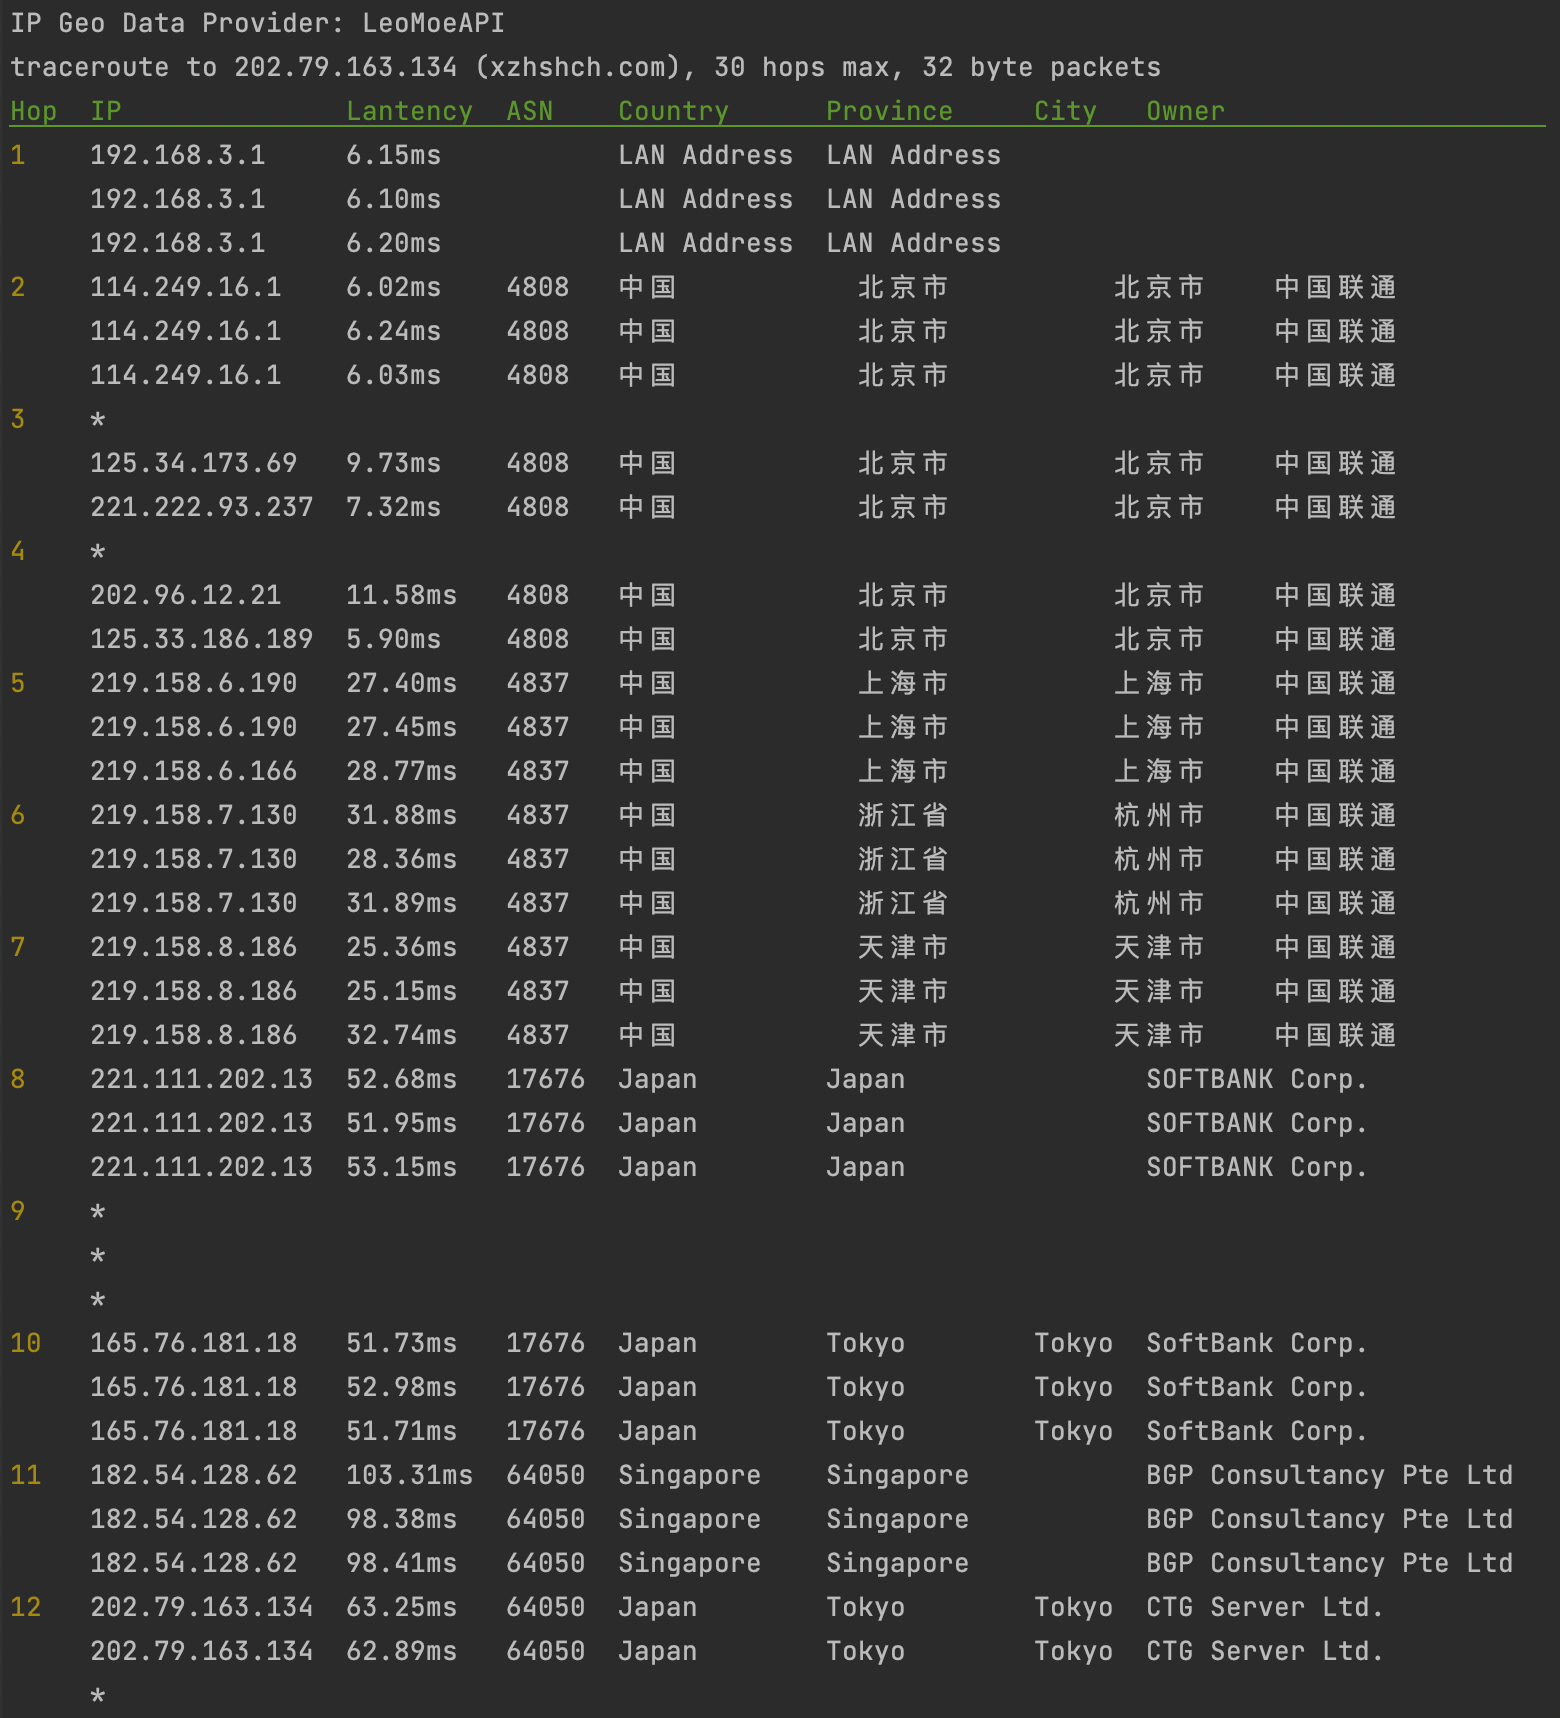 IP Geo Data Provider: LeoMoeAPI
traceroute to 202.79.163.134 (xzhshch.com), 30 hops max, 32 byte packets
Hop IP Lantency ASN Country Province City Owner
1 192.168.3.1 6.15ms LAN Address LAN Address
192.168.3.1 6.10ms LAN Address LAN Address
192.168.3.1 6.20ms LAN Address LAN Address
2 114.249.16.1 6.02ms 4808 中国 北京市 北京市 中国联通
114.249.16.1 6.24ms 4808 中国 北京市 北京市 中国联通
114.249.16.1 6.03ms 4808 中国 北京市 北京市 中国联通
3 *
125.34.173.69 9.73ms 4808 中国 北京市 北京市 中国联通
221.222.93.237 7.32ms 4808 中国 北京市 北京市 中国联通
4 *
202.96.12.21 11.58ms 4808 中国 北京市 北京市 中国联通
125.33.186.189 5.90ms 4808 中国 北京市 北京市 中国联通
5 219.158.6.190 27.40ms 4837 中国 上海市 上海市 中国联通
219.158.6.190 27.45ms 4837 中国 上海市 上海市 中国联通
219.158.6.166 28.77ms 4837 中国 上海市 上海市 中国联通
6 219.158.7.130 31.88ms 4837 中国 浙江省 杭州市 中国联通
219.158.7.130 28.36ms 4837 中国 浙江省 杭州市 中国联通
219.158.7.130 31.89ms 4837 中国 浙江省 杭州市 中国联通
7 219.158.8.186 25.36ms 4837 中国 天津市 天津市 中国联通
219.158.8.186 25.15ms 4837 中国 天津市 天津市 中国联通
219.158.8.186 32.74ms 4837 中国 天津市 天津市 中国联通
8 221.111.202.13 52.68ms 17676 Japan Japan SOFTBANK Corp.
221.111.202.13 51.95ms 17676 Japan Japan SOFTBANK Corp.
221.111.202.13 53.15ms 17676 Japan Japan SOFTBANK Corp.
9 *
*
*
10 165.76.181.18 51.73ms 17676 Japan Tokyo Tokyo SoftBank Corp.
165.76.181.18 52.98ms 17676 Japan Tokyo Tokyo SoftBank Corp.
165.76.181.18 51.71ms 17676 Japan Tokyo Tokyo SoftBank Corp.
11 182.54.128.62 103.31ms 64050 Singapore Singapore BGP Consultancy Pte Ltd
182.54.128.62 98.38ms 64050 Singapore Singapore BGP Consultancy Pte Ltd
182.54.128.62 98.41ms 64050 Singapore Singapore BGP Consultancy Pte Ltd
12 202.79.163.134 63.25ms 64050 Japan Tokyo Tokyo CTG Server Ltd.
202.79.163.134 62.89ms 64050 Japan Tokyo Tokyo CTG Server Ltd.
*